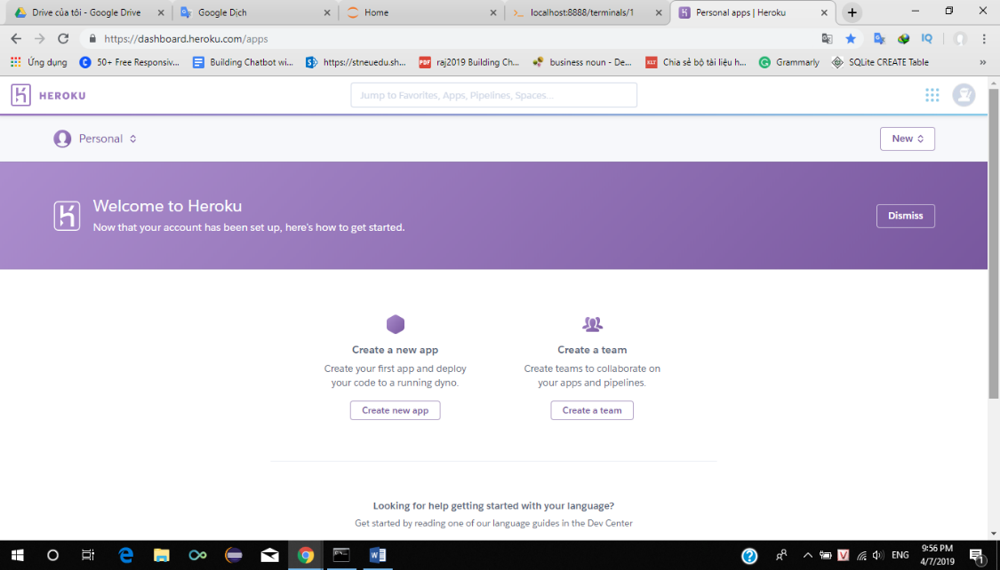 Drive của tôi - Google Drive
Google Dịch
Home
localhost:8888/terminals/1
Personal apps | Heroku
https://dashboard.heroku.com/apps
Ứng dụng
50+ Free Responsiv...
Building Chatbot wi...
https://stneuedu.sh...
PDF
raj2019 Building Ch...
business noun - De...
Chia sẻ bộ tài liệu h...
Grammarly
SQLite CREATE Table
HEROKU
Jump to Favorites, Apps, Pipelines, Spaces...
Personal
New
Welcome to Heroku
Now that your account has been set up, here's how to get started.
Dismiss
Create a new app
Create your first app and deploy
your code to a running dyno.
Create new app
Create a team
Create teams to collaborate on
your apps and pipelines.
Create a team
Looking for help getting started with your language?
Get started by reading one of our language guides in the Dev Center
ENG
9:56 PM
4/7/2019